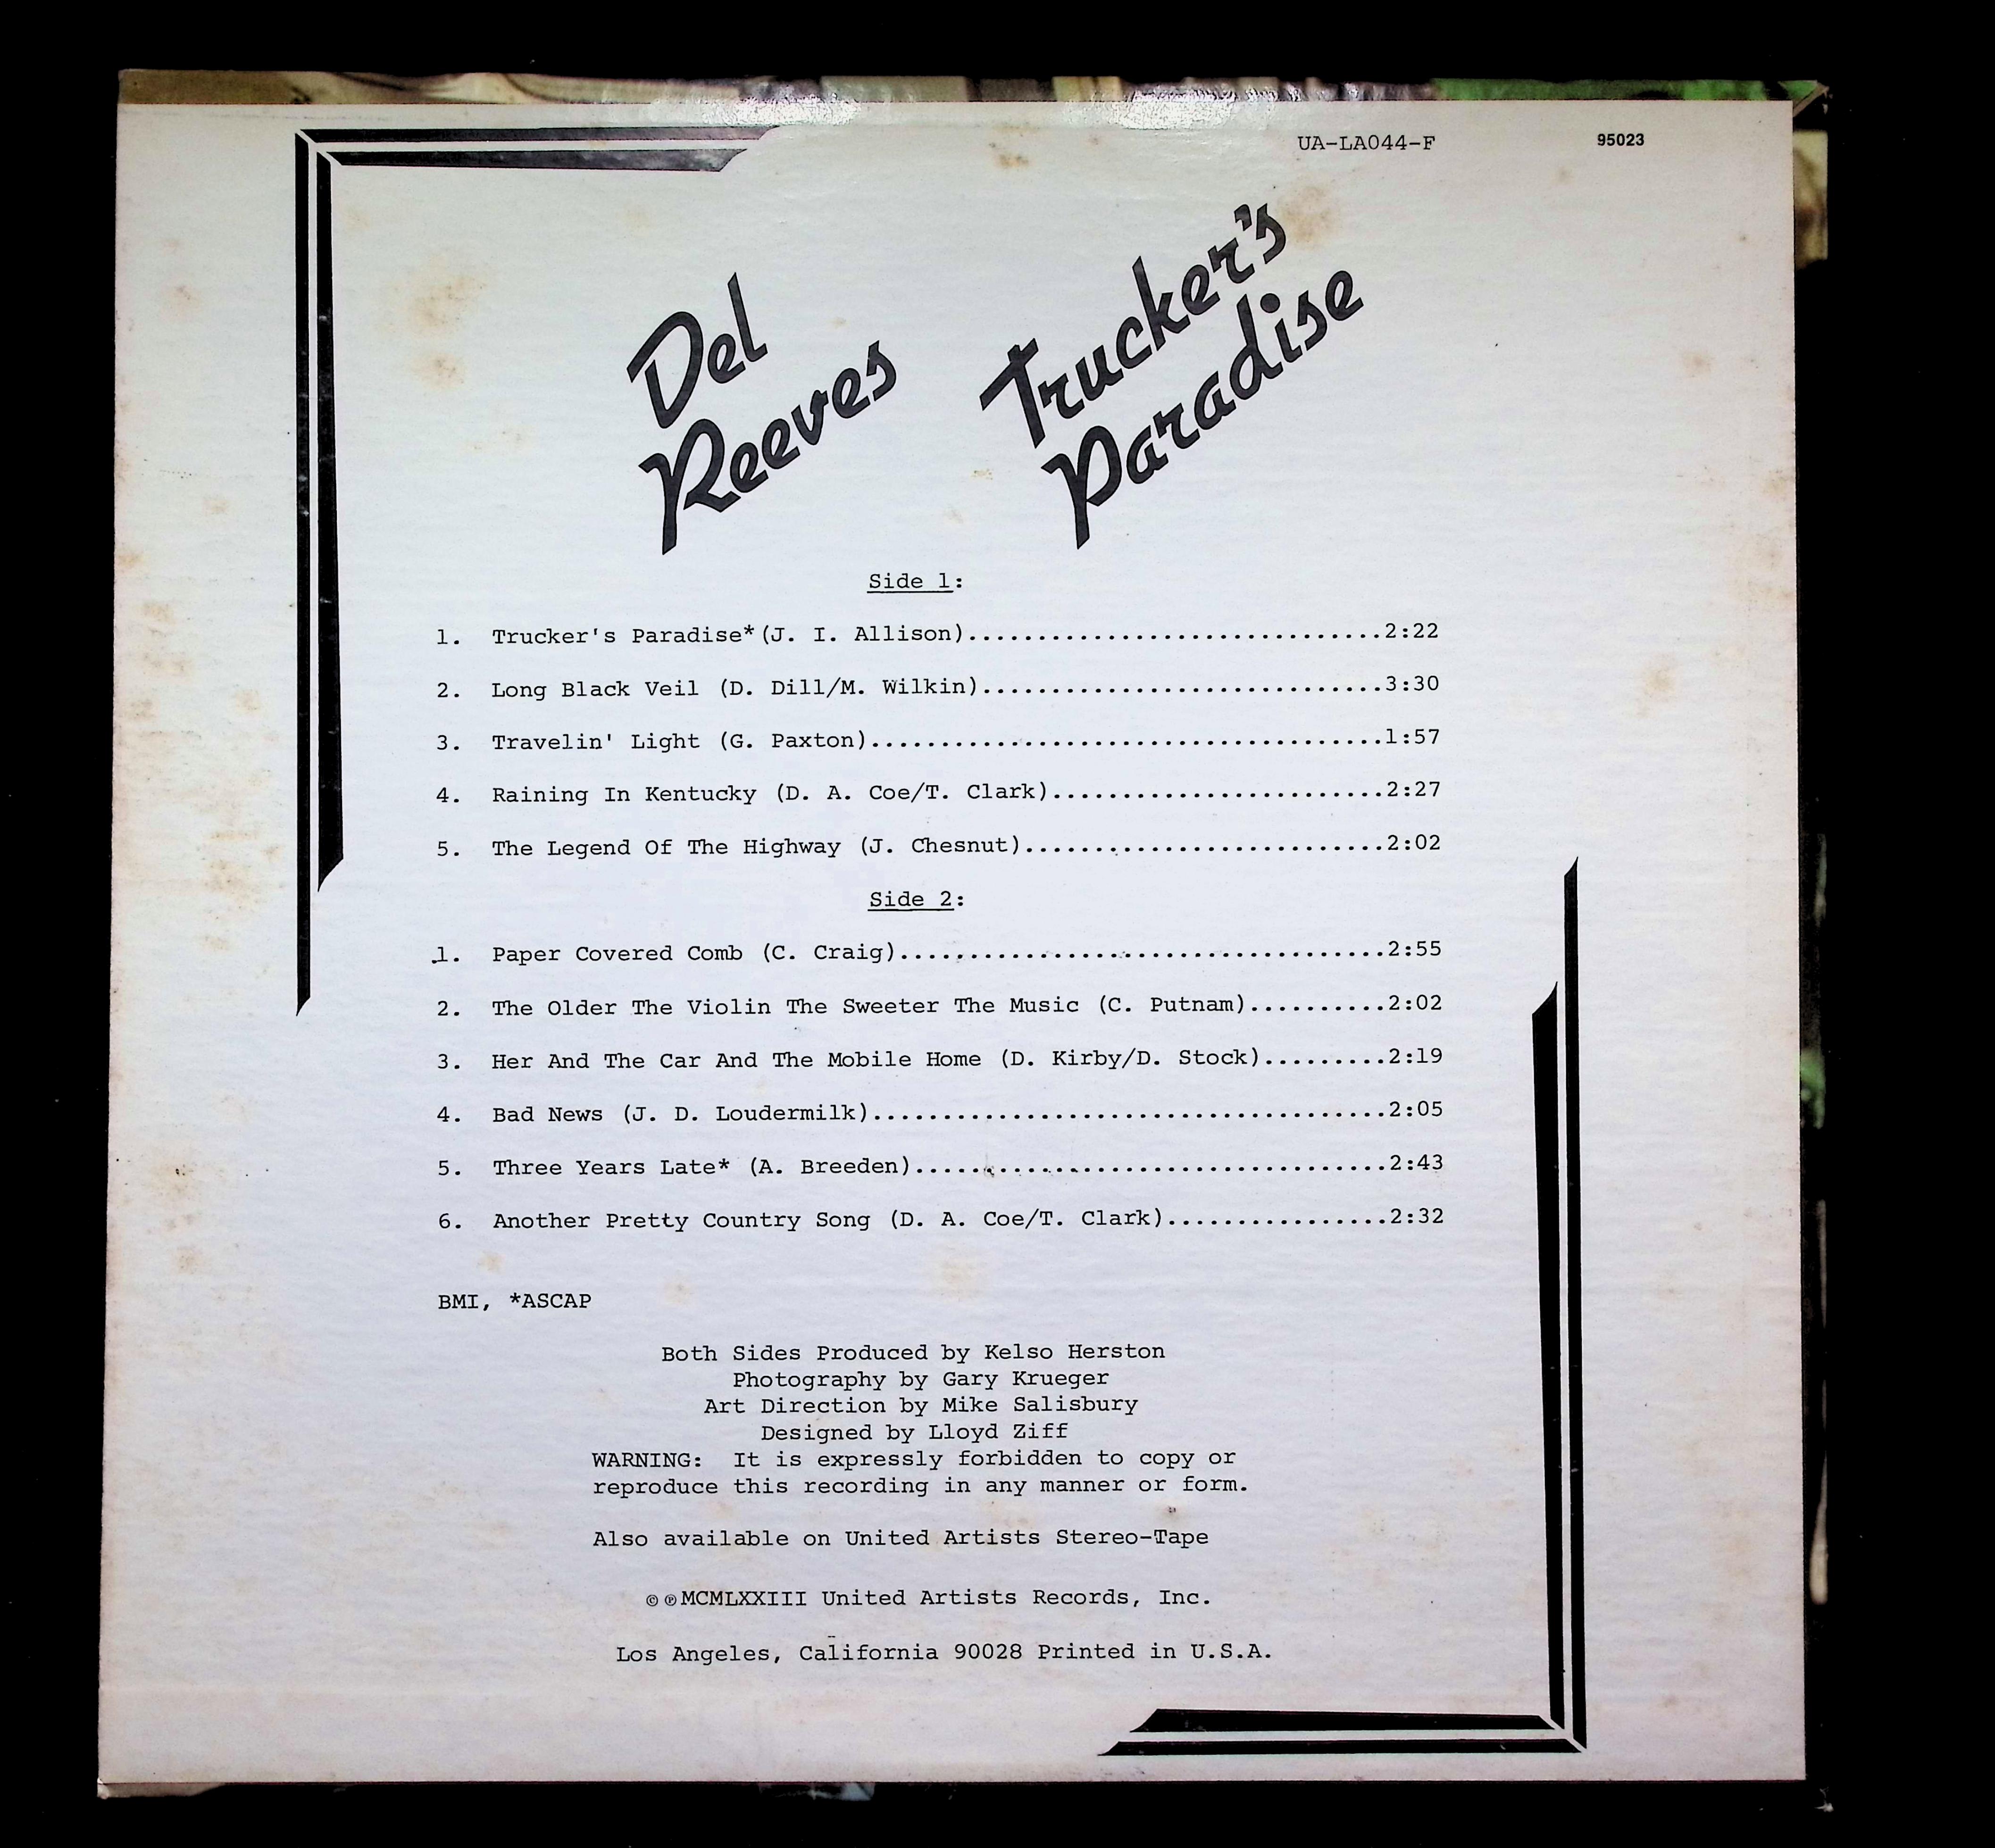 UA-LA044-F 95023
Del
Reeves
Trucker's
Paradise
Side 1:
1. Trucker's Paradise*(J. I. Allison)..............................2:22
2. Long Black Veil (D. Dill/M. Wilkin).............................3:30
3. Travelin' Light (G. Paxton).....................................1:57
4. Raining In Kentucky (D. A. Coe/T. Clark)........................2:27
5. The Legend Of The Highway (J. Chesnut)..........................2:02
Side 2:
1. Paper Covered Comb (C. Craig)...................................2:55
2. The Older The Violin The Sweeter The Music (C. Putnam)..........2:02
3. Her And The Car And The Mobile Home (D. Kirby/D. Stock).........2:19
4. Bad News (J. D. Loudermilk).....................................2:05
5. Three Years Late* (A. Breeden)..................................2:43
6. Another Pretty Country Song (D. A. Coe/T. Clark)................2:32
BMI, *ASCAP
Both Sides Produced by Kelso Herston
Photography by Gary Krueger
Art Direction by Mike Salisbury
Designed by Lloyd Ziff
WARNING: It is expressly forbidden to copy or
reproduce this recording in any manner or form.
Also available on United Artists Stereo-Tape
©℗MCMLXXIII United Artists Records, Inc.
Los Angeles, California 90028 Printed in U.S.A.